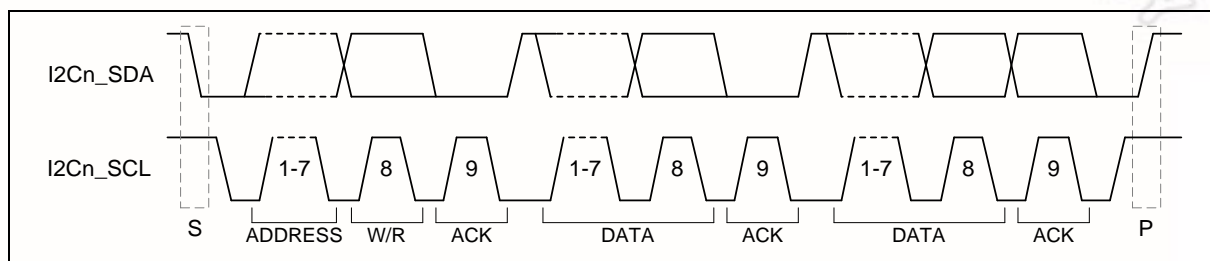 I2Cn_SDA
I2Cn_SCL
1-7 8 9 1-7 8 9 1-7 8 9
S ADDRESS W/R ACK DATA ACK DATA ACK P